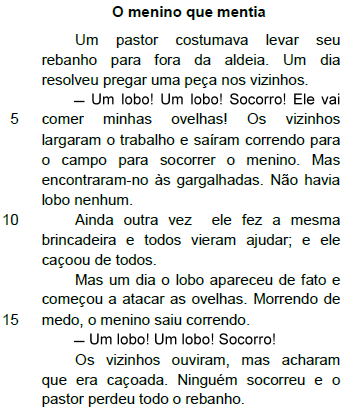 O menino que mentia
Um pastor costumava levar seu
rebanho para fora da aldeia. Um dia
resolveu pregar uma peça nos vizinhos.
— Um lobo! Um lobo! Socorro! Ele vai
5 comer minhas ovelhas! Os vizinhos
largaram o trabalho e saíram correndo para
o campo para socorrer o menino. Mas
encontraram-no às gargalhadas. Não havia
lobo nenhum.
10 Ainda outra vez ele fez a mesma
brincadeira e todos vieram ajudar; e ele
caçoou de todos.
Mas um dia o lobo apareceu de fato e
começou a atacar as ovelhas. Morrendo de
15 medo, o menino saiu correndo.
— Um lobo! Um lobo! Socorro!
Os vizinhos ouviram, mas acharam
que era caçoada. Ninguém socorreu e o
pastor perdeu todo o rebanho.